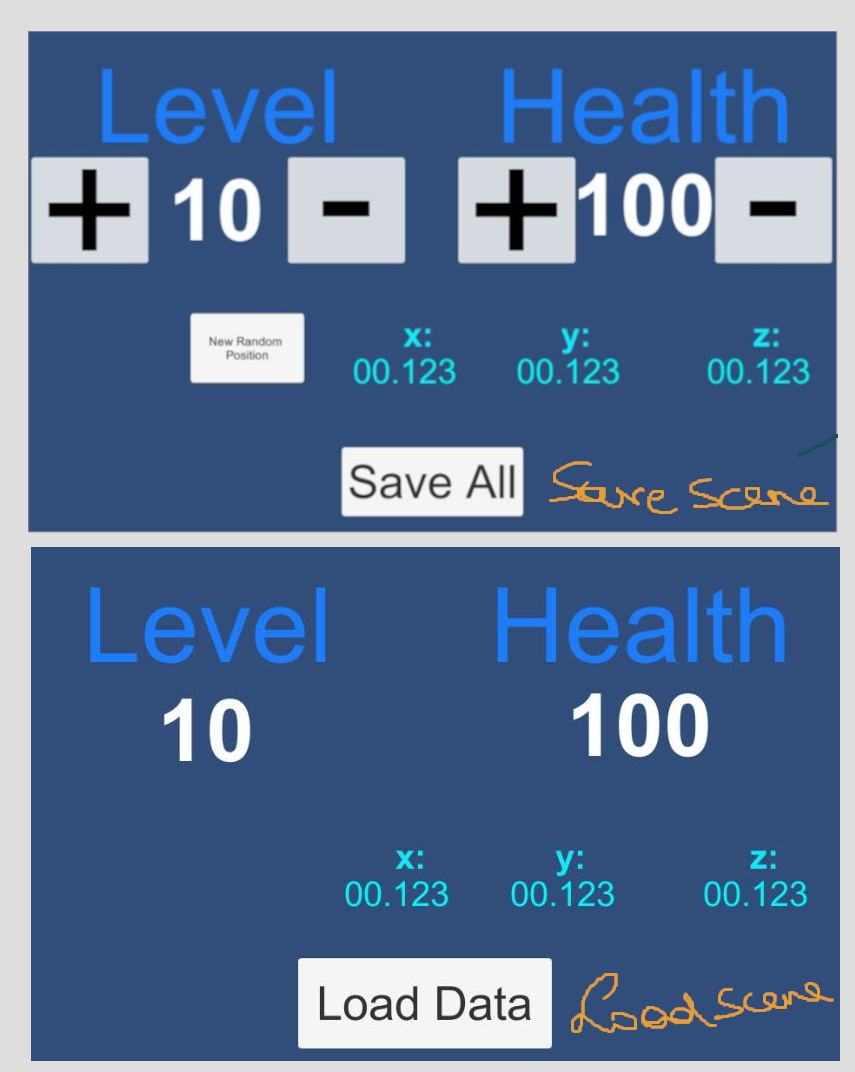 Level Health
+ 10 - + 100 -
New Random
Position
x: y: z:
00.123 00.123 00.123
Save All Save Scene
Level Health
10 100
x: y: z:
00.123 00.123 00.123
Load Data Load scene